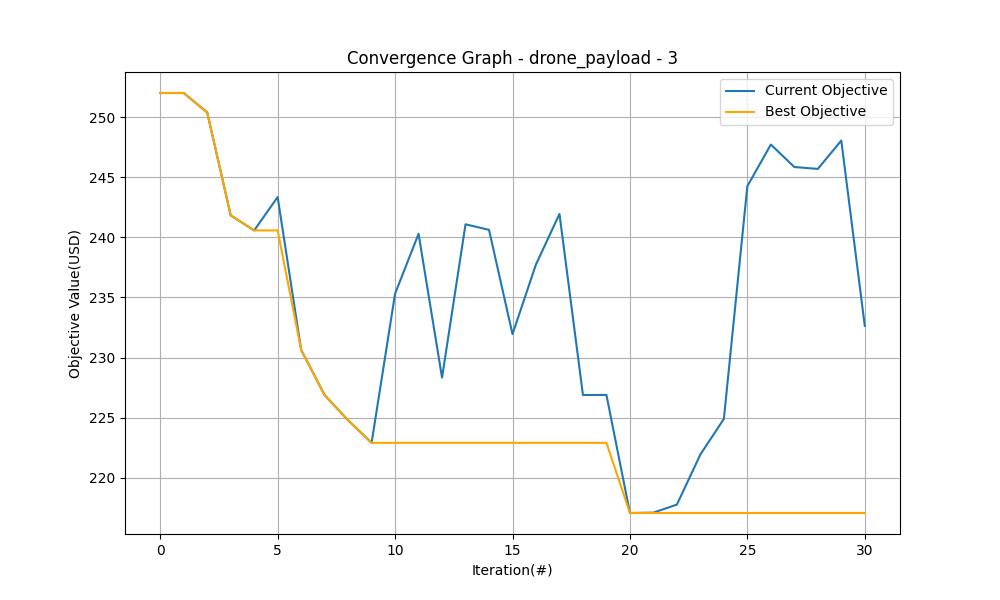 Convergence Graph - drone_payload - 3
Current Objective
Best Objective
Objective Value(USD)
250
245
240
235
230
225
220
0 5 10 15 20 25 30
Iteration(#)